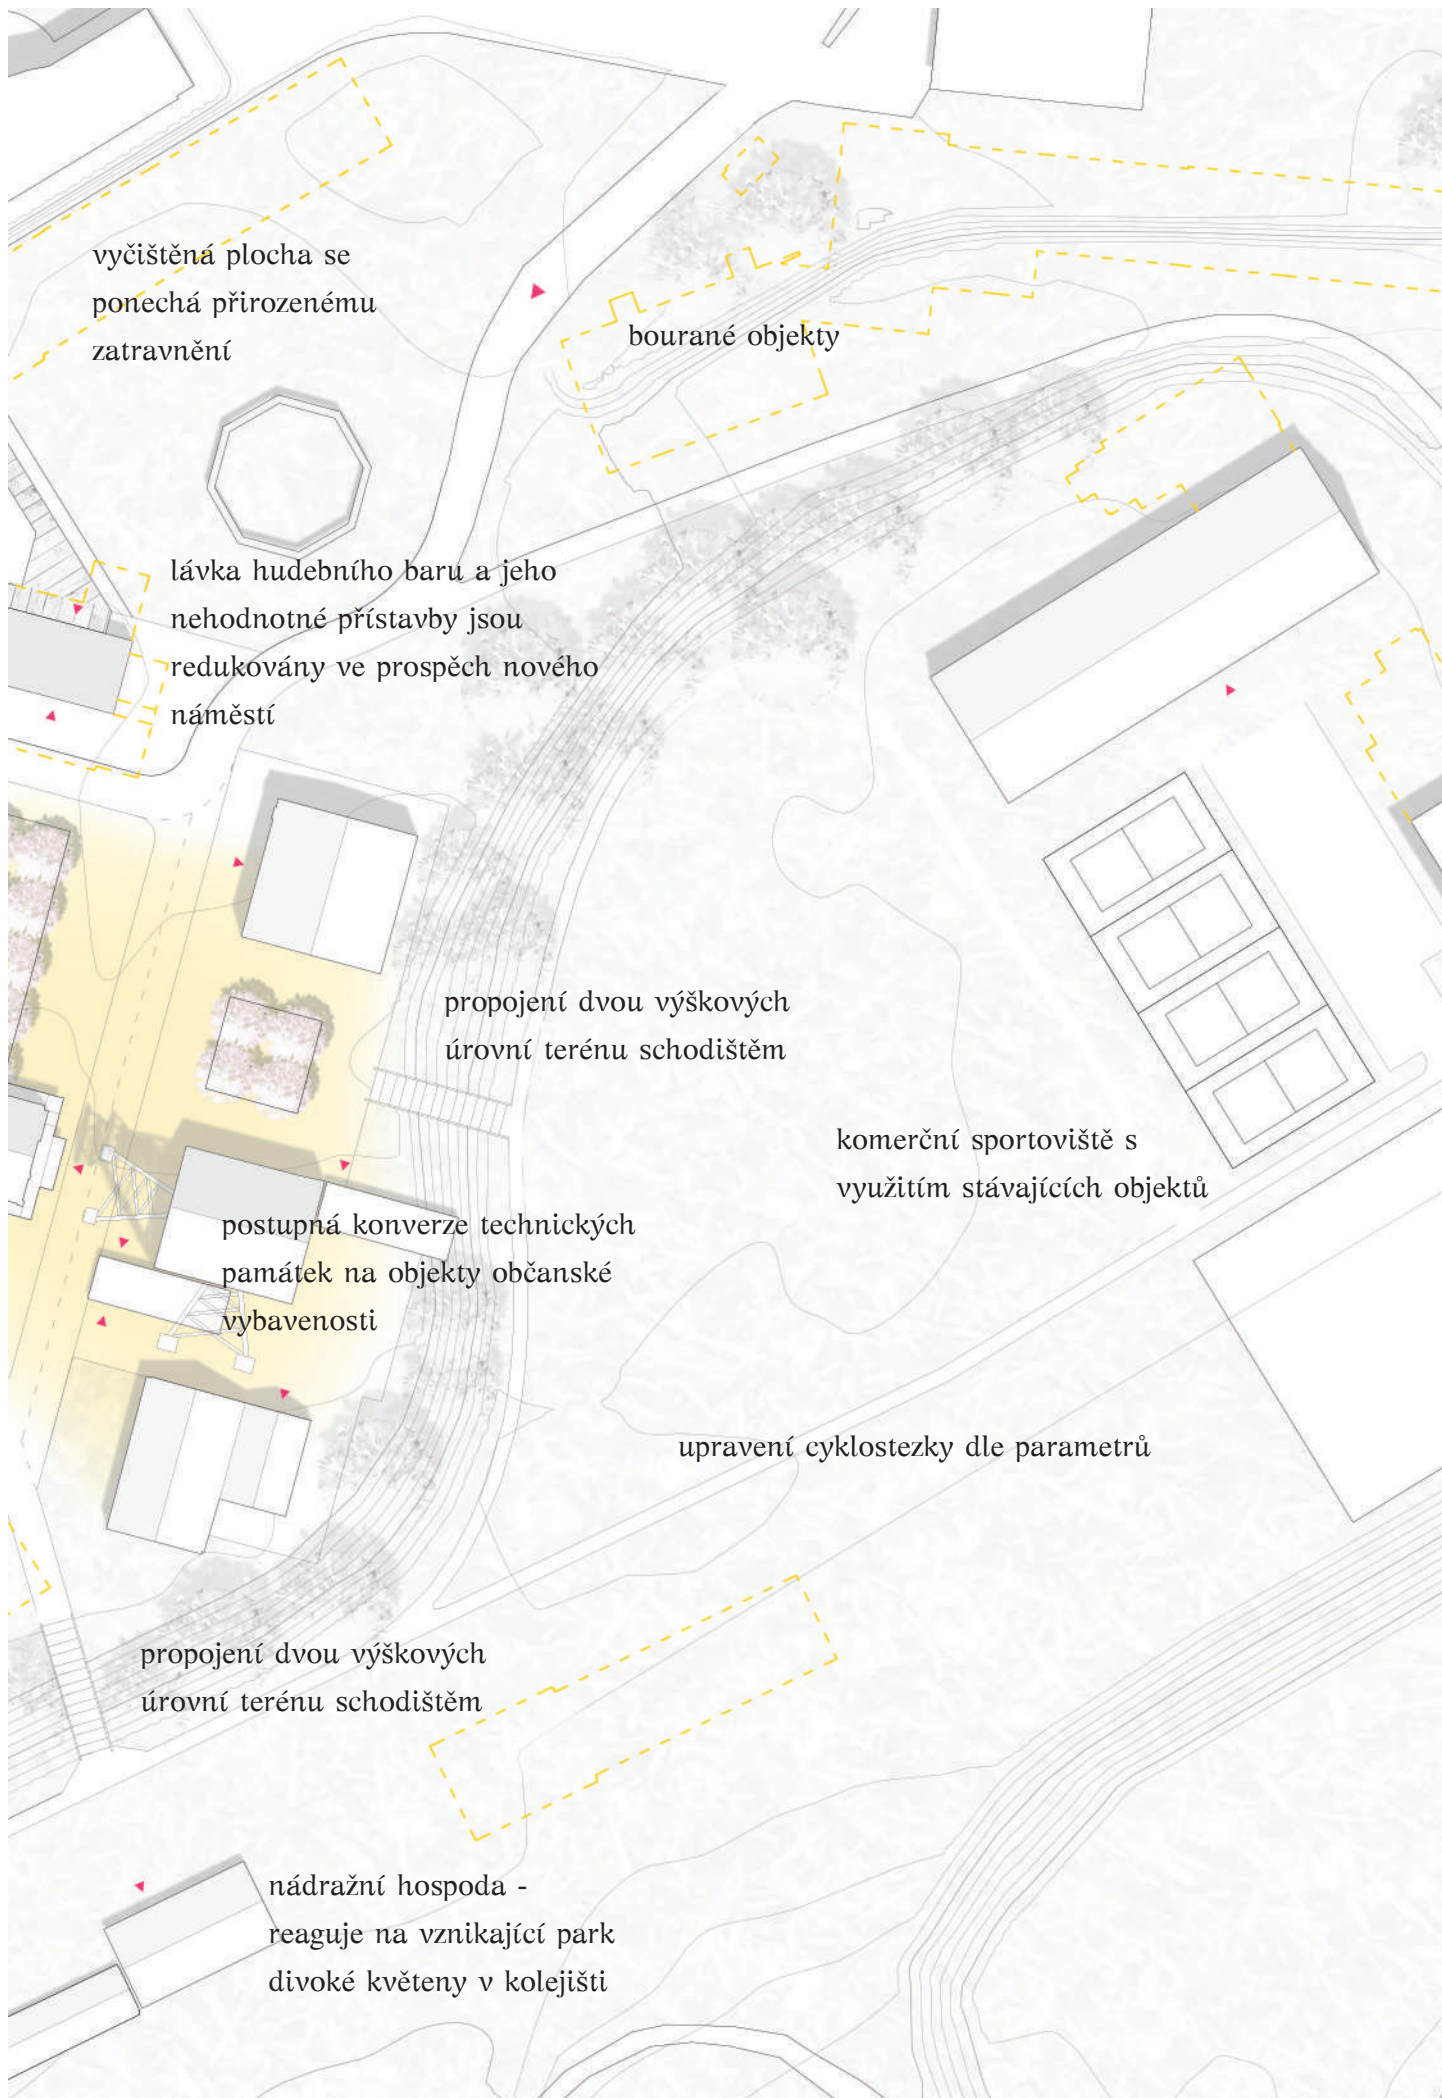 vyčištěná plocha se
ponechá přirozenému
zatravnění
bourané objekty
lávka hudebního baru a jeho
nehodnotné přístavby jsou
redukovány ve prospěch nového
náměstí
propojení dvou výškových
úrovní terénu schodištěm
komerční sportoviště s
využitím stávajících objektů
postupná konverze technických
památek na objekty občanské
vybavenosti
upravení cyklostezky dle parametrů
propojení dvou výškových
úrovní terénu schodištěm
nádražní hospoda -
reaguje na vznikající park
divoké květeny v kolejišti